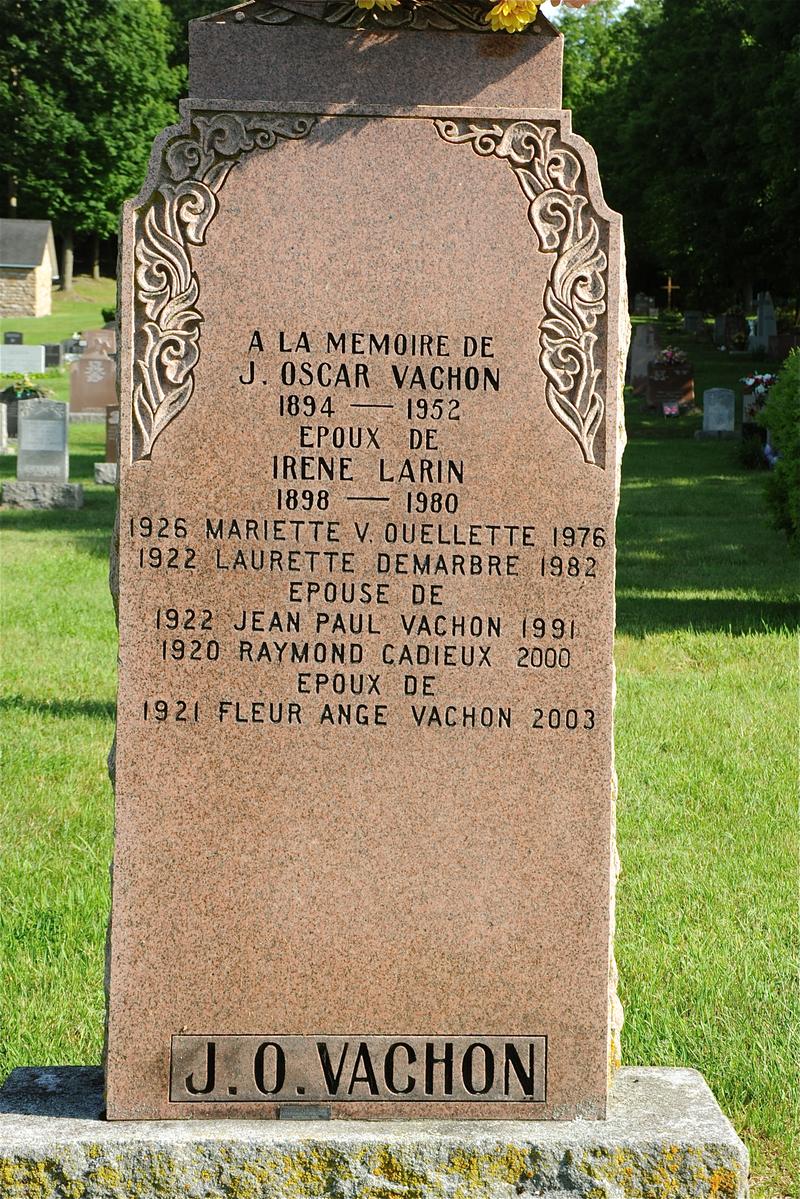 A LA MEMOIRE DE
J. OSCAR VACHON
1894 — 1952
EPOUX DE
IRENE LARIN
1898 — 1980
1926 MARIETTE V. OUELLETTE 1976
1922 LAURETTE DEMARBRE 1982
EPOUSE DE
1922 JEAN PAUL VACHON 1991
1920 RAYMOND CADIEUX 2000
EPOUX DE
1921 FLEUR ANGE VACHON 2003
J. O. VACHON